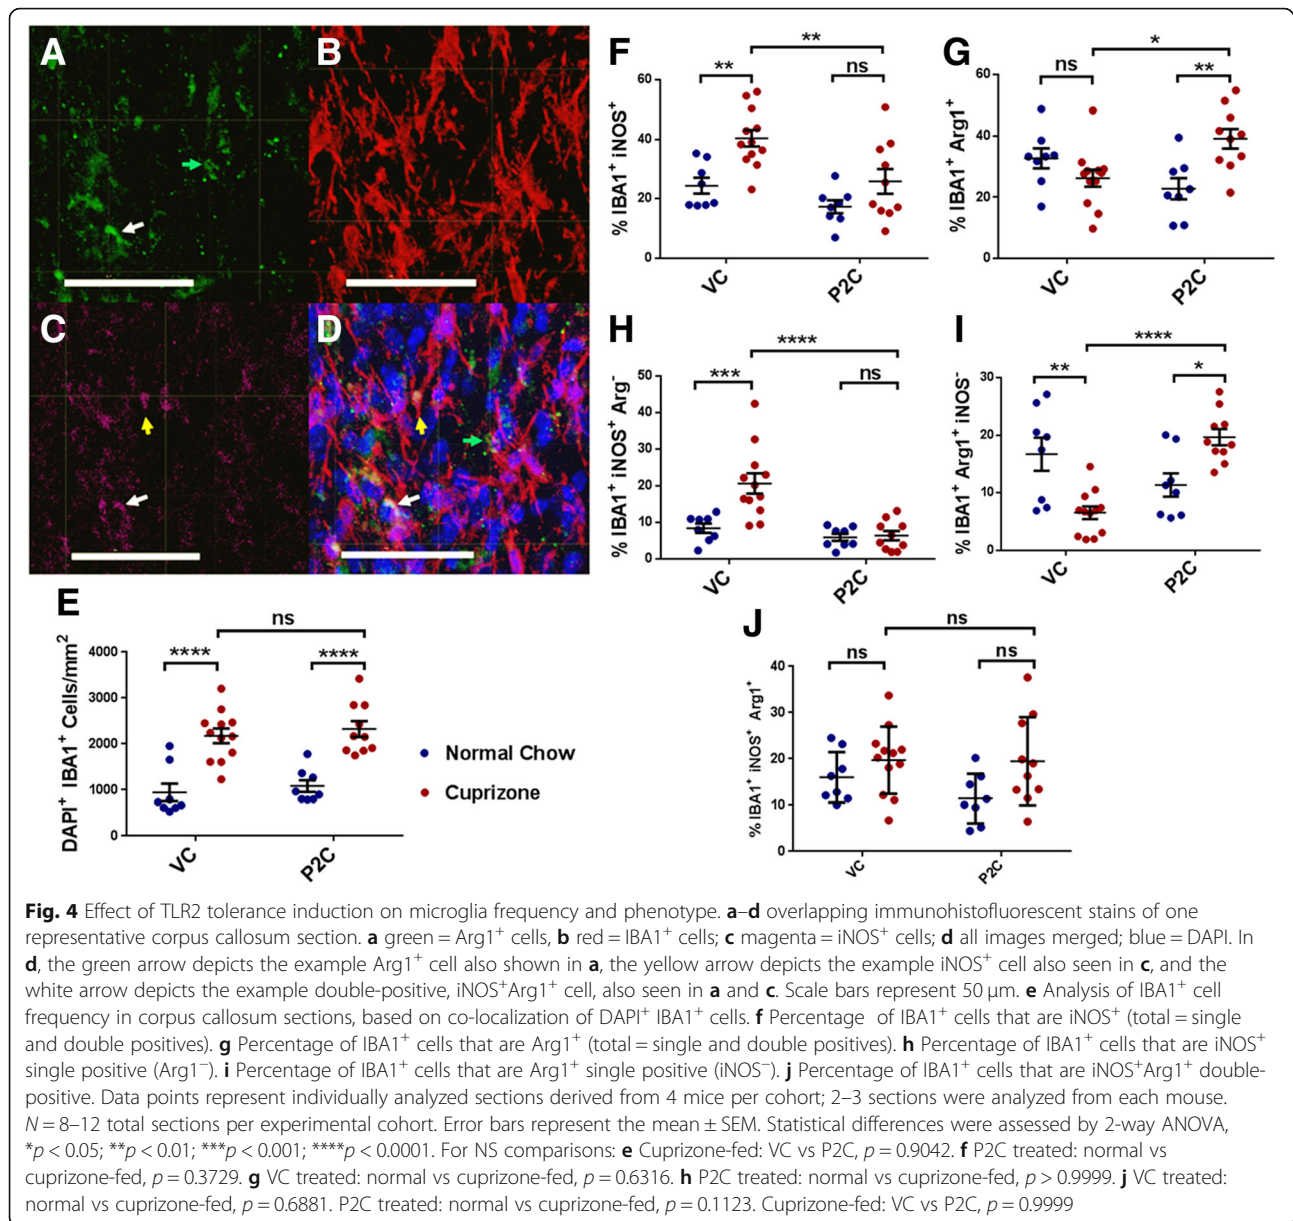 A
B
C
D
F
% IBA1⁺ iNOS⁺
60
40
20
0
**
**
ns
VC
P2C
G
% IBA1⁺ Arg1⁺
60
40
20
0
*
ns
**
VC
P2C
H
% IBA1⁺ iNOS⁺ Arg⁻
50
40
30
20
10
0
****
***
ns
VC
P2C
I
% IBA1⁺ Arg1⁺ iNOS⁻
30
20
10
0
****
**
*
VC
P2C
E
DAPI⁺ IBA1⁺ Cells/mm²
4000
3000
2000
1000
0
ns
****
****
VC
P2C
Normal Chow
Cuprizone
J
% IBA1⁺ iNOS⁺ Arg1⁺
40
30
20
10
0
ns
ns
ns
VC
P2C
Fig. 4 Effect of TLR2 tolerance induction on microglia frequency and phenotype. a–d overlapping immunohistofluorescent stains of one
representative corpus callosum section. a green = Arg1⁺ cells, b red = IBA1⁺ cells; c magenta = iNOS⁺ cells; d all images merged; blue = DAPI. In
d, the green arrow depicts the example Arg1⁺ cell also shown in a, the yellow arrow depicts the example iNOS⁺ cell also seen in c, and the
white arrow depicts the example double-positive, iNOS⁺Arg1⁺ cell, also seen in a and c. Scale bars represent 50 μm. e Analysis of IBA1⁺ cell
frequency in corpus callosum sections, based on co-localization of DAPI⁺ IBA1⁺ cells. f Percentage of IBA1⁺ cells that are iNOS⁺ (total = single
and double positives). g Percentage of IBA1⁺ cells that are Arg1⁺ (total = single and double positives). h Percentage of IBA1⁺ cells that are iNOS⁺
single positive (Arg1⁻). i Percentage of IBA1⁺ cells that are Arg1⁺ single positive (iNOS⁻). j Percentage of IBA1⁺ cells that are iNOS⁺Arg1⁺ double-
positive. Data points represent individually analyzed sections derived from 4 mice per cohort; 2–3 sections were analyzed from each mouse.
N = 8–12 total sections per experimental cohort. Error bars represent the mean ± SEM. Statistical differences were assessed by 2-way ANOVA,
*p < 0.05; **p < 0.01; ***p < 0.001; ****p < 0.0001. For NS comparisons: e Cuprizone-fed: VC vs P2C, p = 0.9042. f P2C treated: normal vs
cuprizone-fed, p = 0.3729. g VC treated: normal vs cuprizone-fed, p = 0.6316. h P2C treated: normal vs cuprizone-fed, p > 0.9999. j VC treated:
normal vs cuprizone-fed, p = 0.6881. P2C treated: normal vs cuprizone-fed, p = 0.1123. Cuprizone-fed: VC vs P2C, p = 0.9999